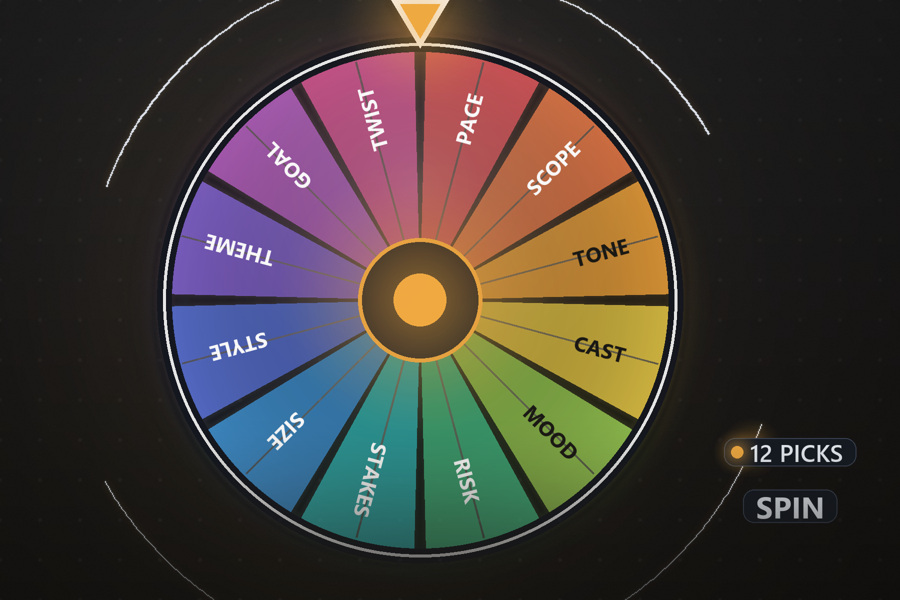 PACE
SCOPE
TONE
CAST
MOOD
RISK
STAKES
SIZE
STYLE
THEME
GOAL
TWIST
12 PICKS
SPIN